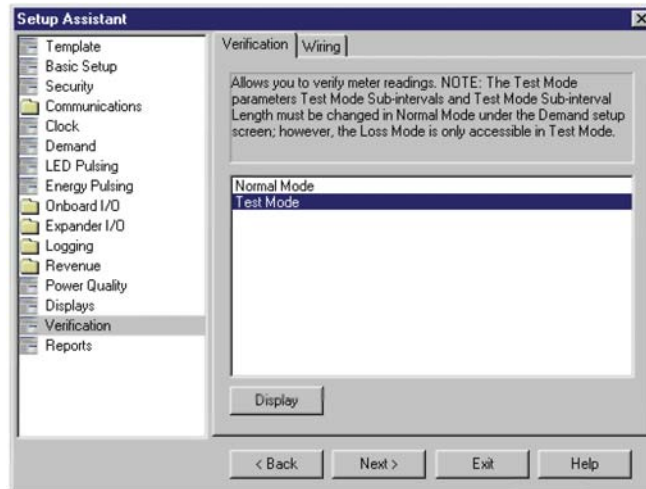 Setup Assistant
Template
Basic Setup
Security
Communications
Clock
Demand
LED Pulsing
Energy Pulsing
Onboard I/O
Expander I/O
Logging
Revenue
Power Quality
Displays
Verification
Reports
Verification
Wiring
Allows you to verify meter readings. NOTE: The Test Mode
parameters Test Mode Sub-intervals and Test Mode Sub-interval
Length must be changed in Normal Mode under the Demand setup
screen; however, the Loss Mode is only accessible in Test Mode.
Normal Mode
Test Mode
Display
< Back
Next >
Exit
Help